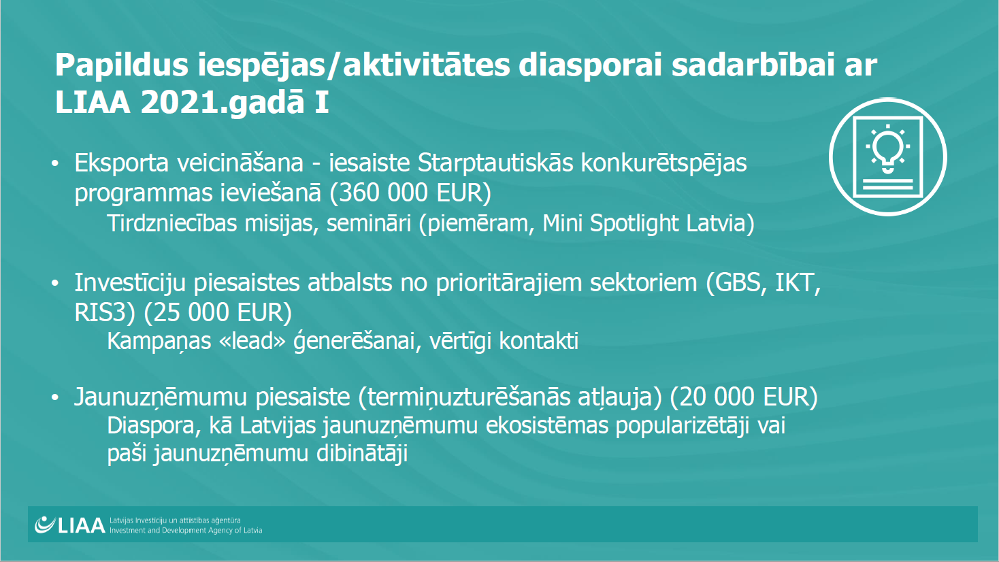 Papildus iespējas/aktivitātes diasporai sadarbībai ar
LIAA 2021.gadā I
• Eksporta veicināšana - iesaiste Starptautiskās konkurētspējas
programmas ieviešanā (360 000 EUR)
Tirdzniecības misijas, semināri (piemēram, Mini Spotlight Latvia)
• Investīciju piesaistes atbalsts no prioritārajiem sektoriem (GBS, IKT,
RIS3) (25 000 EUR)
Kampaņas «lead» ģenerēšanai, vērtīgi kontakti
• Jaunuzņēmumu piesaiste (termiņuzturēšanās atļauja) (20 000 EUR)
Diaspora, kā Latvijas jaunuzņēmumu ekosistēmas popularizētāji vai
paši jaunuzņēmumu dibinātāji
LIAA
Latvijas Investīciju un attīstības aģentūra
Investment and Development Agency of Latvia